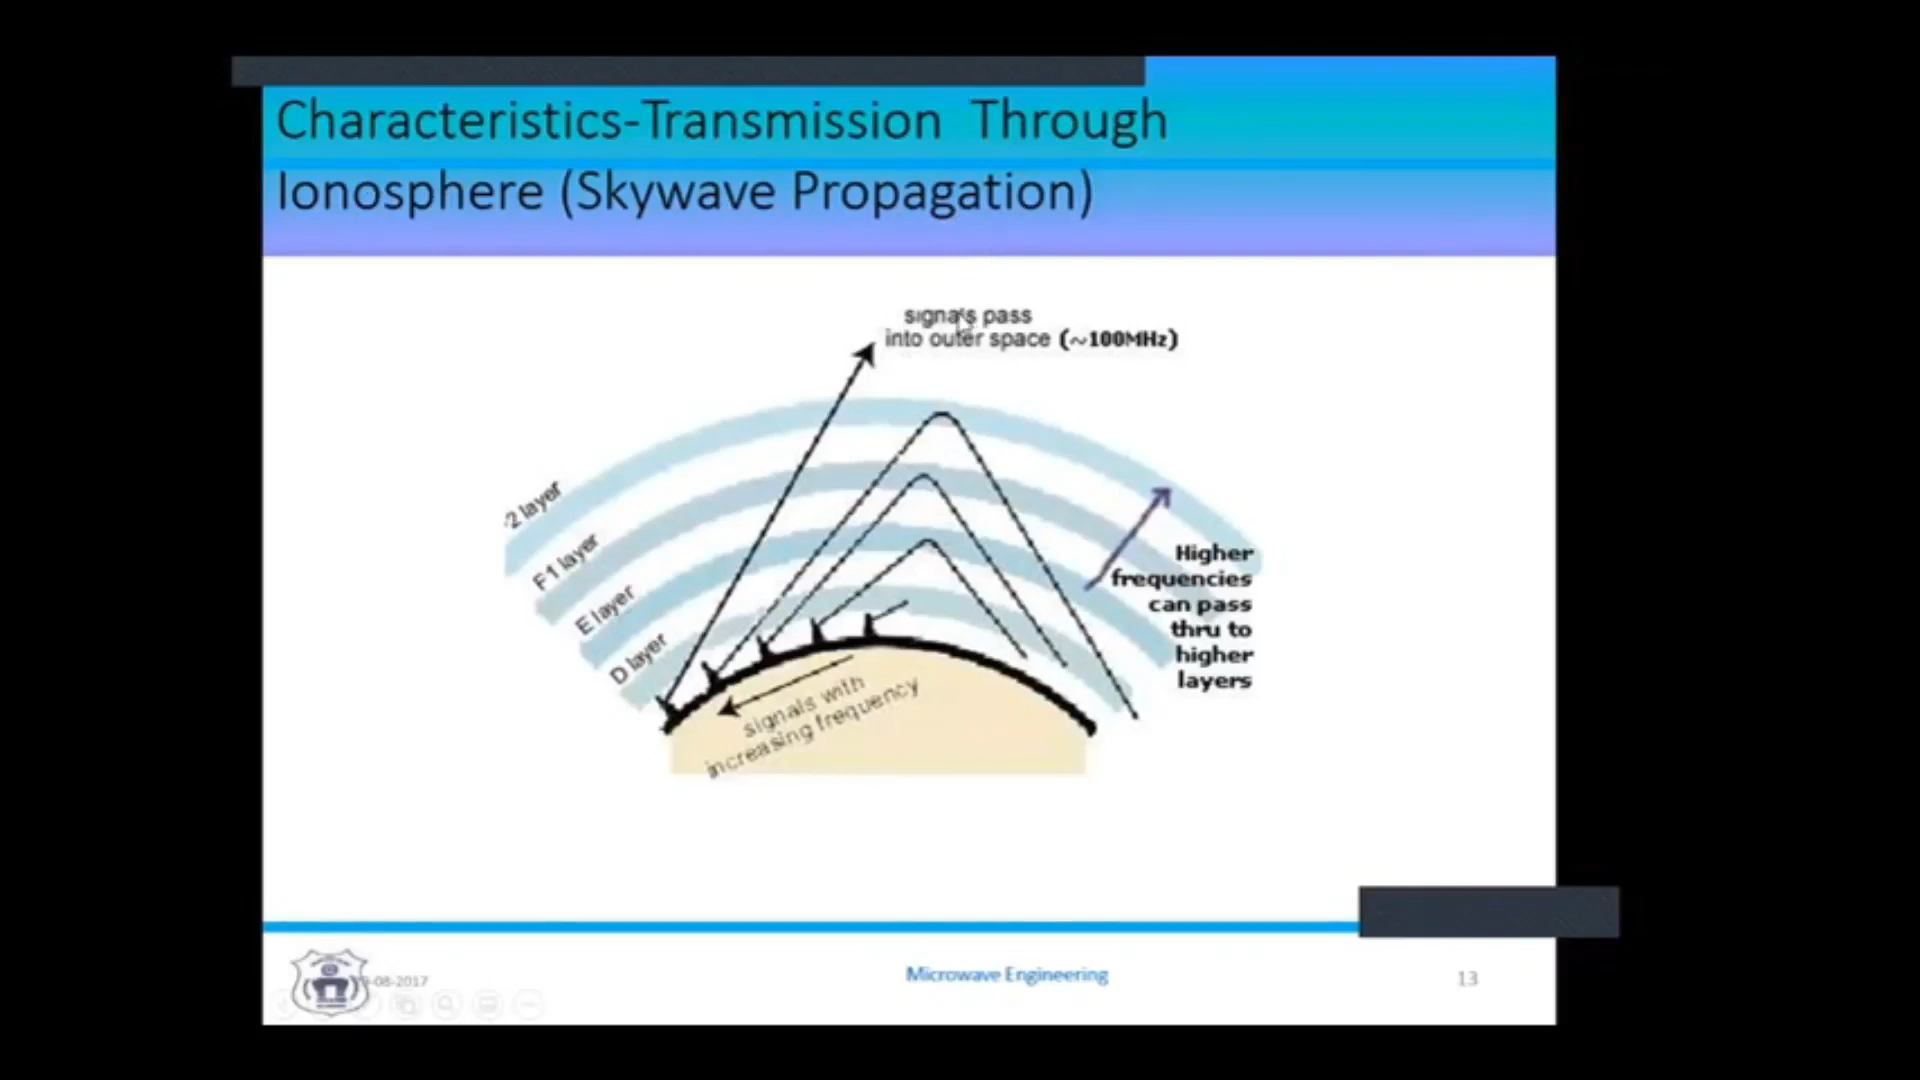 Characteristics-Transmission Through
Ionosphere (Skywave Propagation)
signals pass
into outer space (~100MHz)
2 layer
F1 layer
E layer
D layer
Higher
frequencies
can pass
thru to
higher
layers
signals with
increasing frequency
-08-2017
Microwave Engineering
13